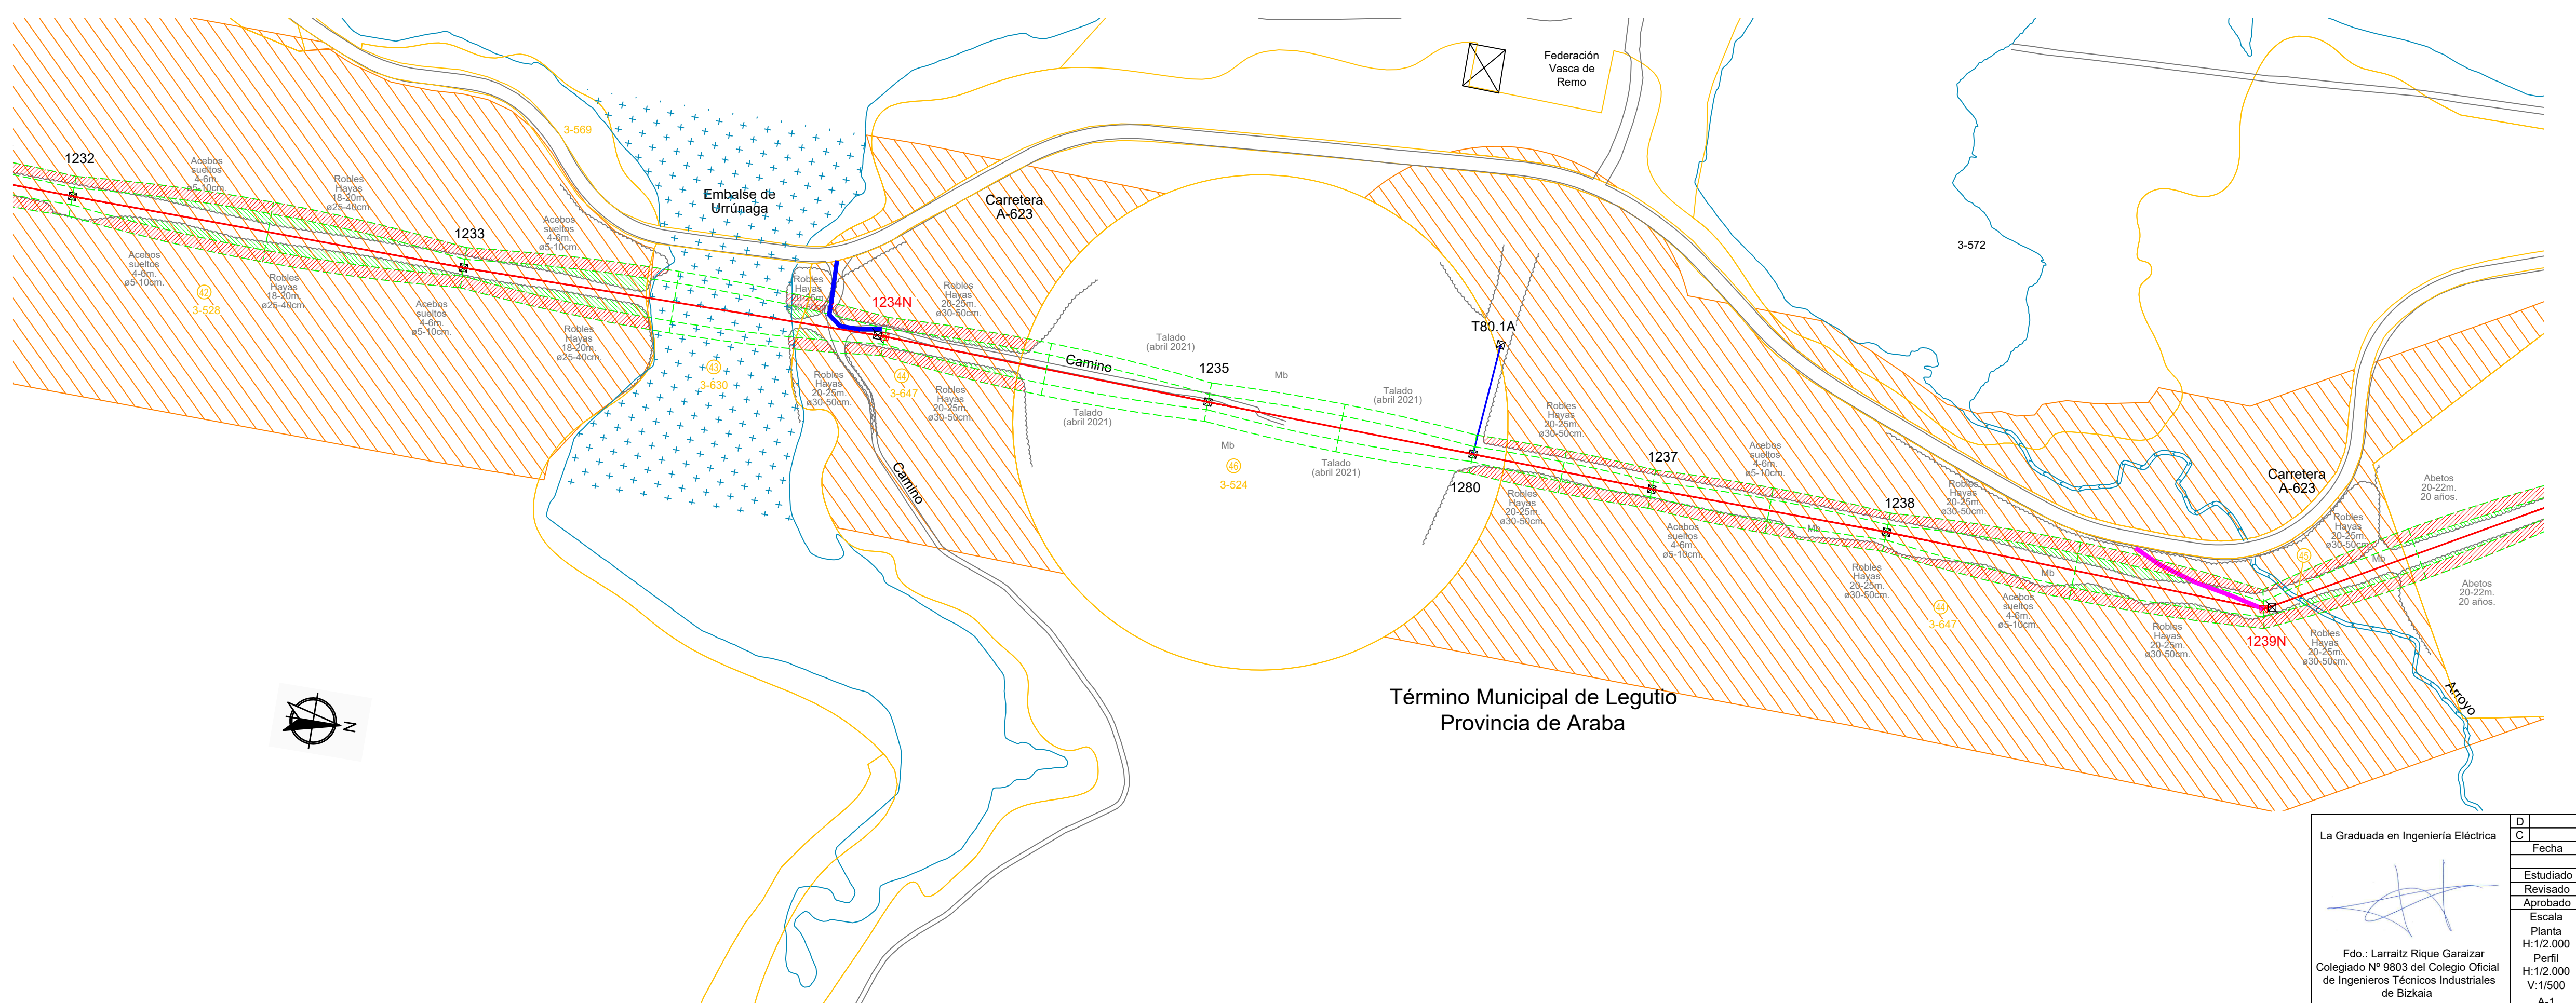 Federación
Vasca de
Remo
3-569
1232
Acebos
sueltos
4-6m.
ø5-10cm.
Robles
Hayas
18-20m.
ø25-40cm.
Embalse de
Urrúnaga
Carretera
A-623
1233
Acebos
sueltos
4-6m.
ø5-10cm.
3-572
Acebos
sueltos
4-6m.
ø5-10cm.
42
3-528
Robles
Hayas
18-20m.
ø25-40cm.
Acebos
sueltos
4-6m.
ø5-10cm.
Robles
Hayas
18-20m.
ø25-40cm.
Robles
Hayas
1234N
Robles
Hayas
20-25m.
ø30-50cm.
43
3-630
Robles
Hayas
20-25m.
ø30-50cm.
44
3-647
Robles
Hayas
20-25m.
ø30-50cm.
Camino
Camino
Talado
(abril 2021)
Talado
(abril 2021)
1235
Mb
Mb
46
3-524
Talado
(abril 2021)
Talado
(abril 2021)
T80.1A
1280
Robles
Hayas
20-25m.
ø30-50cm.
Robles
Hayas
20-25m.
ø30-50cm.
1237
Acebos
sueltos
4-6m.
ø5-10cm.
Acebos
sueltos
4-6m.
ø5-10cm.
Mb
1238
Robles
Hayas
20-25m.
ø30-50cm.
Robles
Hayas
20-25m.
ø30-50cm.
44
3-647
Mb
Acebos
sueltos
4-6m.
ø5-10cm.
Carretera
A-623
Robles
Hayas
20-25m.
ø30-50cm.
45
Mb
Abetos
20-22m.
20 años.
Abetos
20-22m.
20 años.
1239N
Robles
Hayas
20-25m.
ø30-50cm.
Robles
Hayas
20-25m.
ø30-50cm.
Arroyo
Término Municipal de Legutio
Provincia de Araba
N
La Graduada en Ingeniería Eléctrica
Fdo.: Larraitz Rique Garaizar
Colegiado Nº 9803 del Colegio Oficial
de Ingenieros Técnicos Industriales
de Bizkaia
D
C
Fecha
Estudiado
Revisado
Aprobado
Escala
Planta
H:1/2.000
Perfil
H:1/2.000
V:1/500
A-1